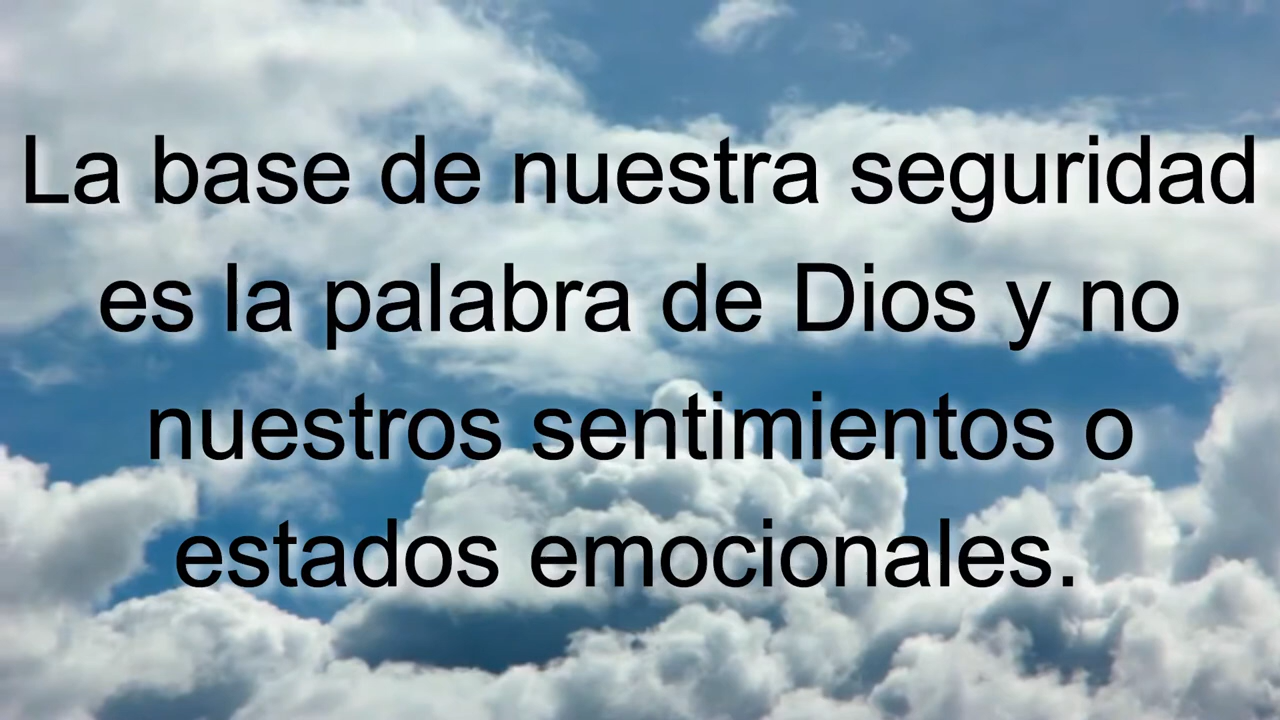 La base de nuestra seguridad
es la palabra de Dios y no
nuestros sentimientos o
estados emocionales.